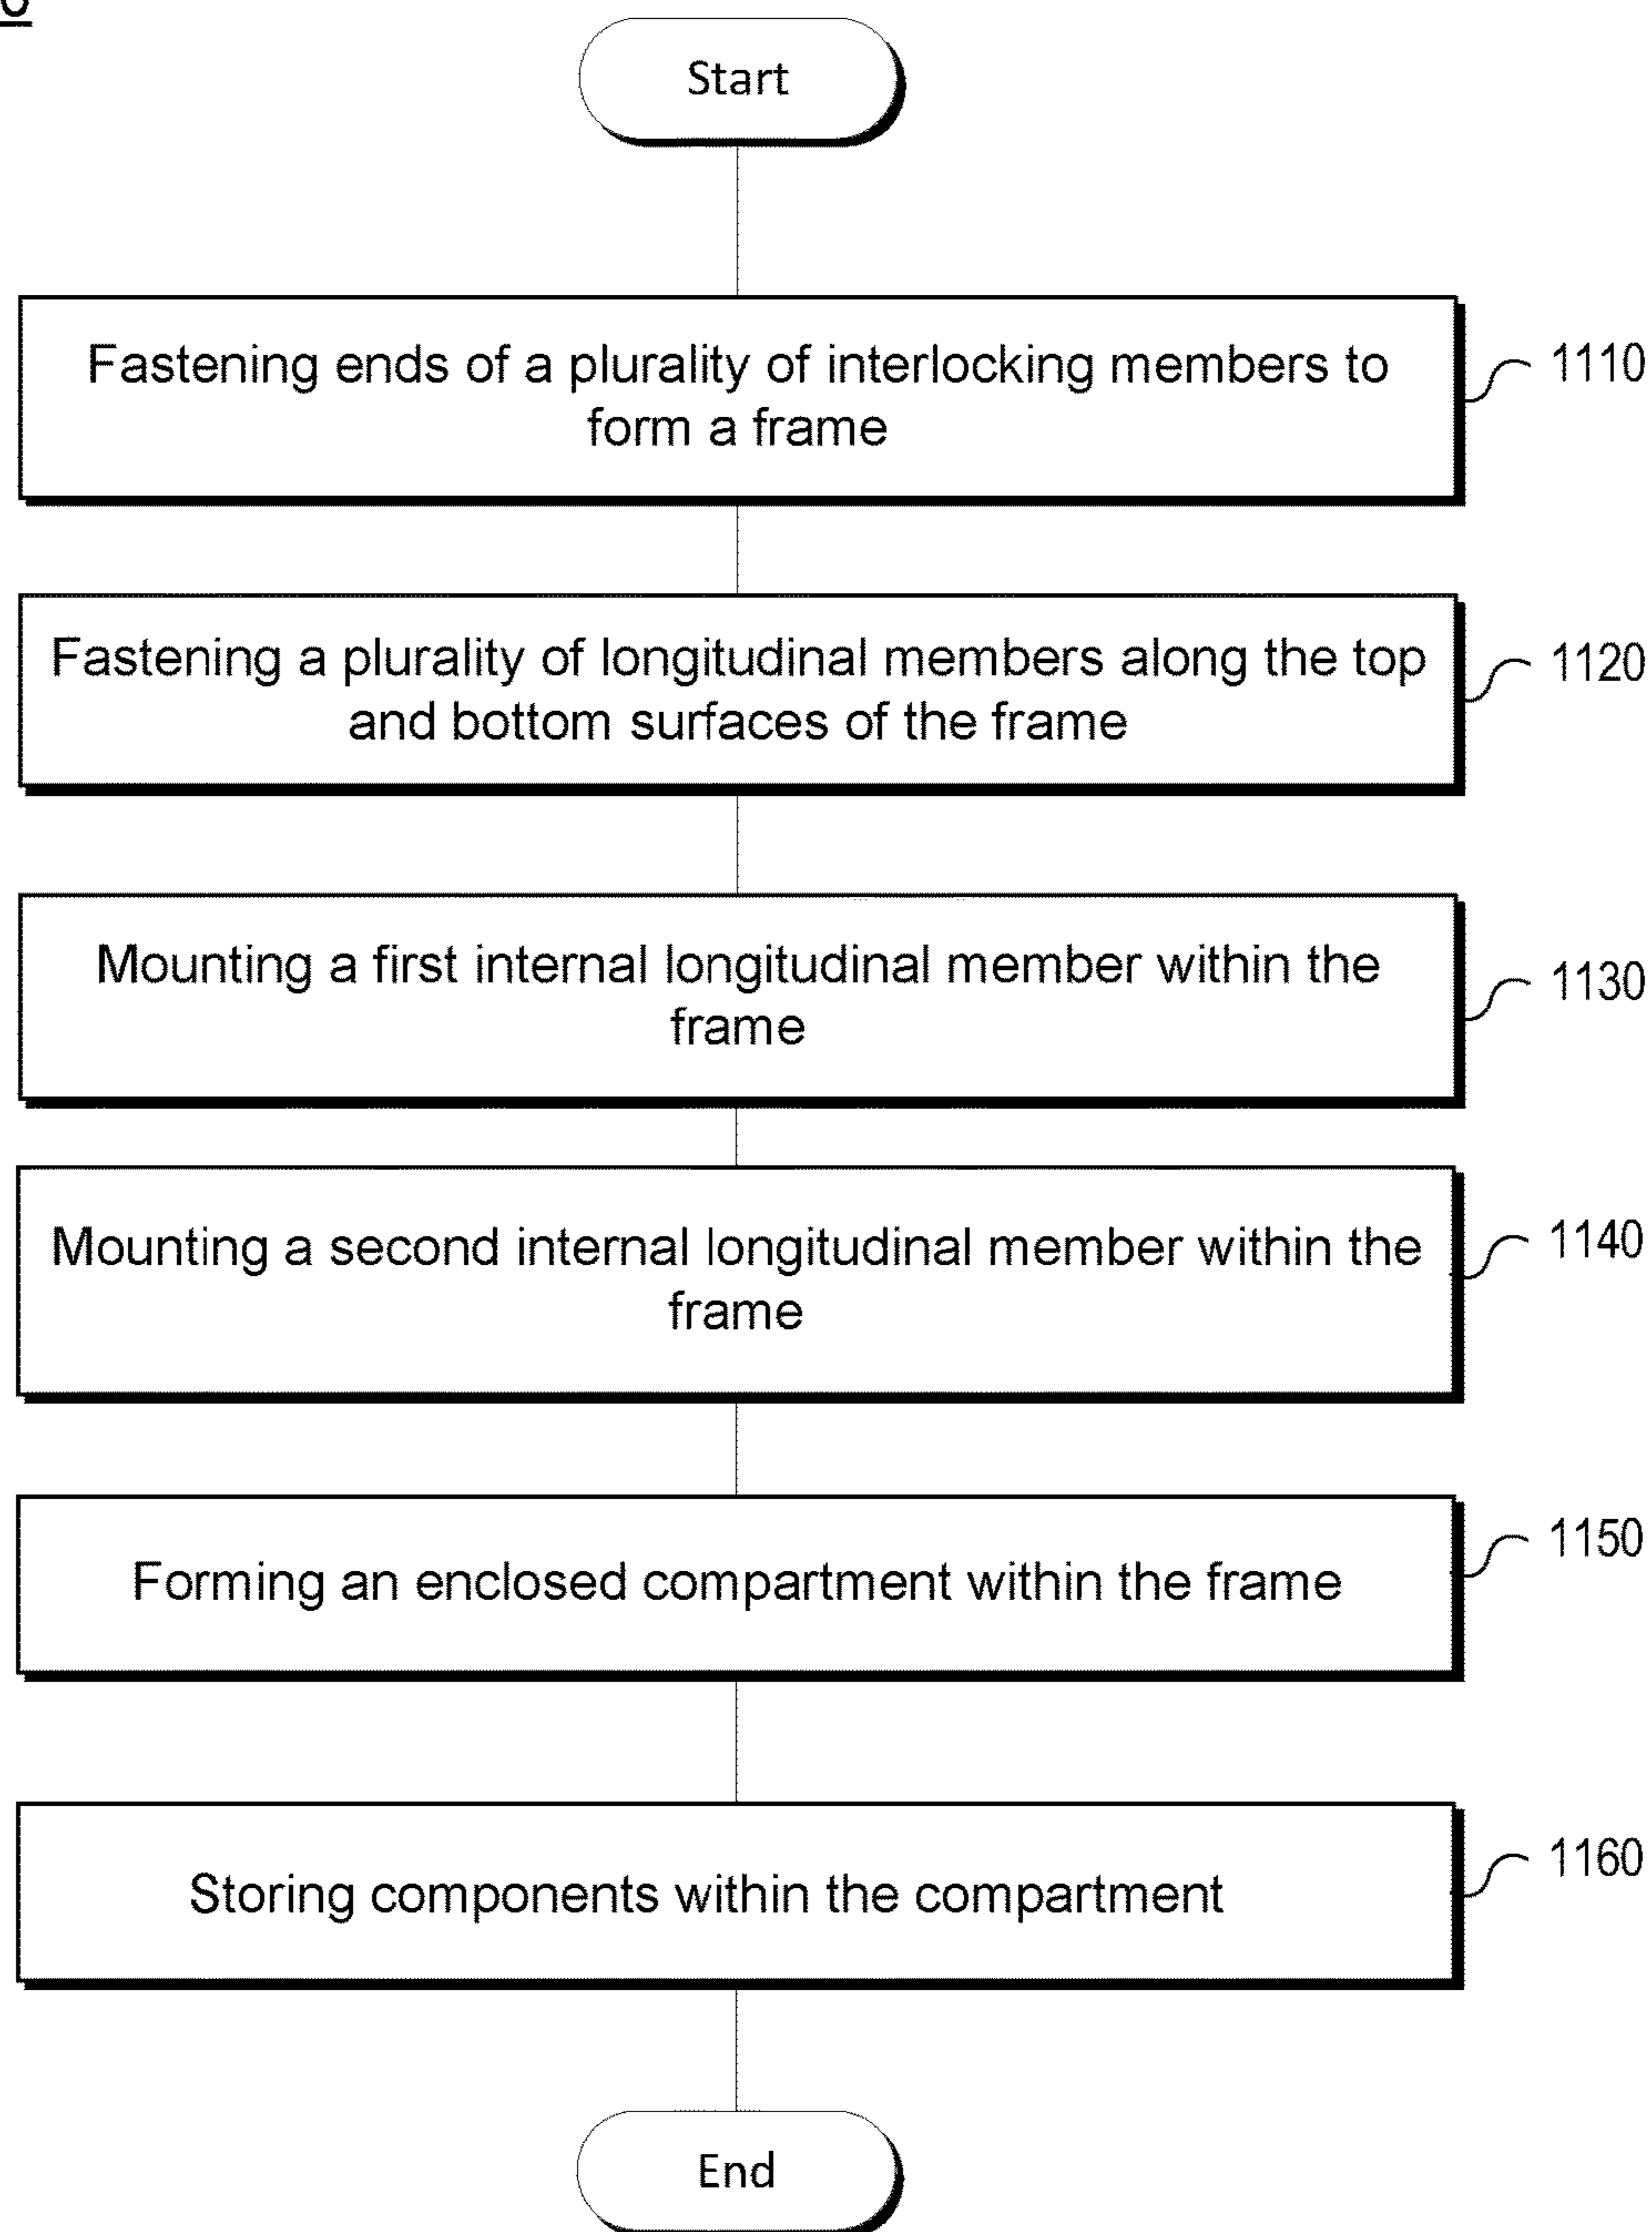 Start
Fastening ends of a plurality of interlocking members to
form a frame
1110
Fastening a plurality of longitudinal members along the top
and bottom surfaces of the frame
1120
Mounting a first internal longitudinal member within the
frame
1130
Mounting a second internal longitudinal member within the
frame
1140
Forming an enclosed compartment within the frame
1150
Storing components within the compartment
1160
End